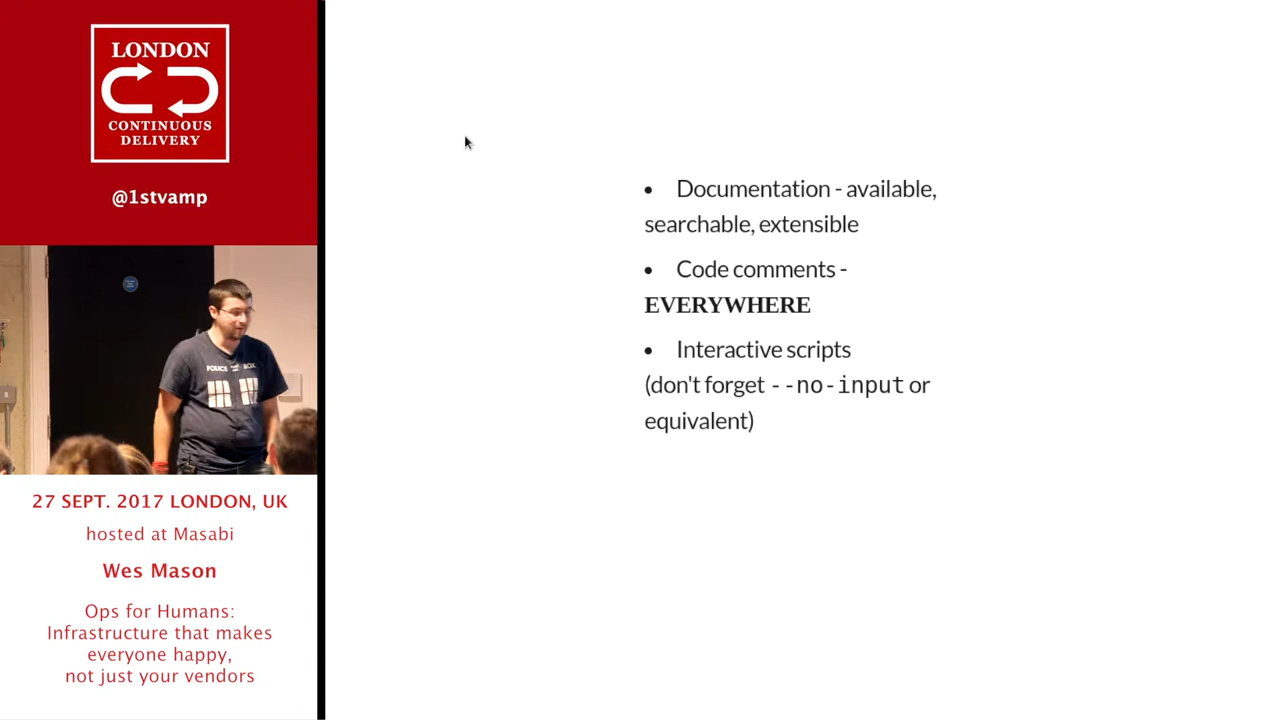 LONDON
CONTINUOUS
DELIVERY
@1stvamp
POLICE BOX
27 SEPT. 2017 LONDON, UK
hosted at Masabi
Wes Mason
Ops for Humans:
Infrastructure that makes
everyone happy,
not just your vendors
• Documentation - available,
searchable, extensible
• Code comments -
EVERYWHERE
• Interactive scripts
(don't forget --no-input or
equivalent)